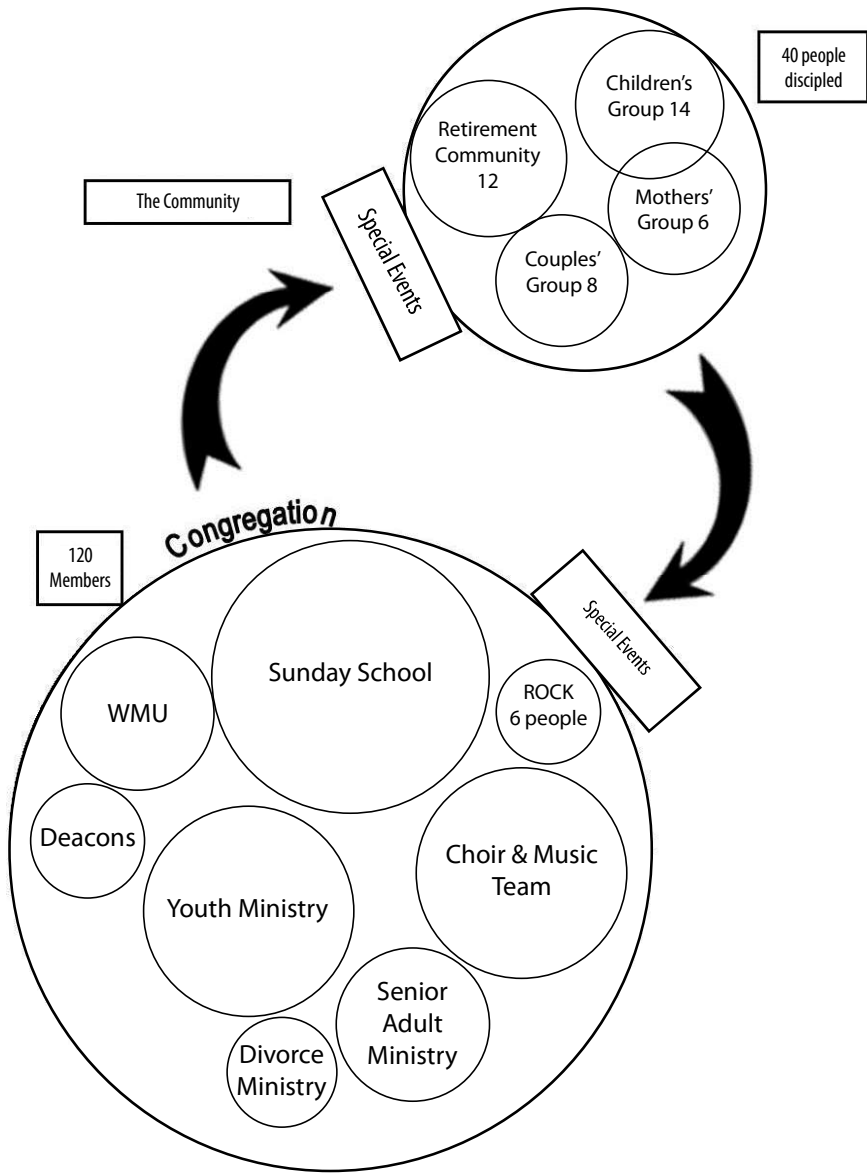 40 people
discipled
Children’s
Group 14
Retirement
Community
12
Mothers’
Group 6
The Community
Special Events
Couples’
Group 8
Congregation
120
Members
Special Events
Sunday School
ROCK
6 people
WMU
Deacons
Choir & Music
Team
Youth Ministry
Senior
Adult
Ministry
Divorce
Ministry